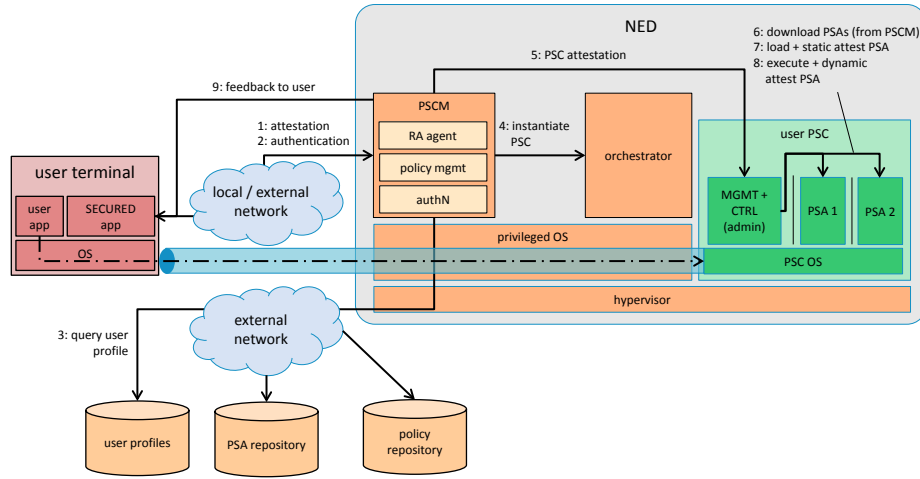 NED
6: download PSAs (from PSCM)
7: load + static attest PSA
8: execute + dynamic
attest PSA
5: PSC attestation
9: feedback to user
PSCM
RA agent
policy mgmt
authN
1: attestation
2: authentication
4: instantiate
PSC
orchestrator
user PSC
user terminal
user
app
SECURED
app
OS
local / external
network
MGMT +
CTRL
(admin)
PSA 1
PSA 2
privileged OS
PSC OS
hypervisor
3: query user
profile
external
network
user profiles
PSA repository
policy
repository